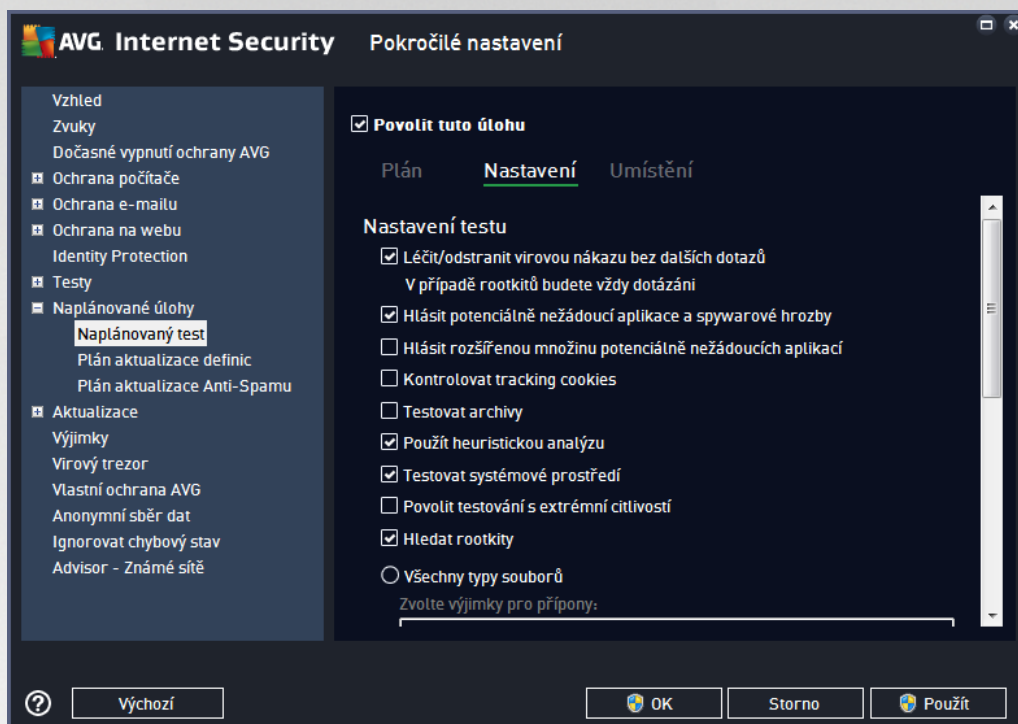 AVG. Internet Security Pokročilé nastavení
Vzhled
Zvuky
Dočasné vypnutí ochrany AVG
Ochrana počítače
Ochrana e-mailu
Ochrana na webu
Identity Protection
Testy
Naplánované úlohy
Naplánovaný test
Plán aktualizace definic
Plán aktualizace Anti-Spamu
Aktualizace
Výjimky
Virový trezor
Vlastní ochrana AVG
Anonymní sběr dat
Ignorovat chybový stav
Advisor - Známé sítě
Povolit tuto úlohu
Plán Nastavení Umístění
Nastavení testu
Léčit/odstranit virovou nákazu bez dalších dotazů
V případě rootkitů budete vždy dotázáni
Hlásit potenciálně nežádoucí aplikace a spywarové hrozby
Hlásit rozšířenou množinu potenciálně nežádoucích aplikací
Kontrolovat tracking cookies
Testovat archivy
Použít heuristickou analýzu
Testovat systémové prostředí
Povolit testování s extrémní citlivostí
Hledat rootkity
Všechny typy souborů
Zvolte výjimky pro přípony:
? Výchozí OK Storno Použít